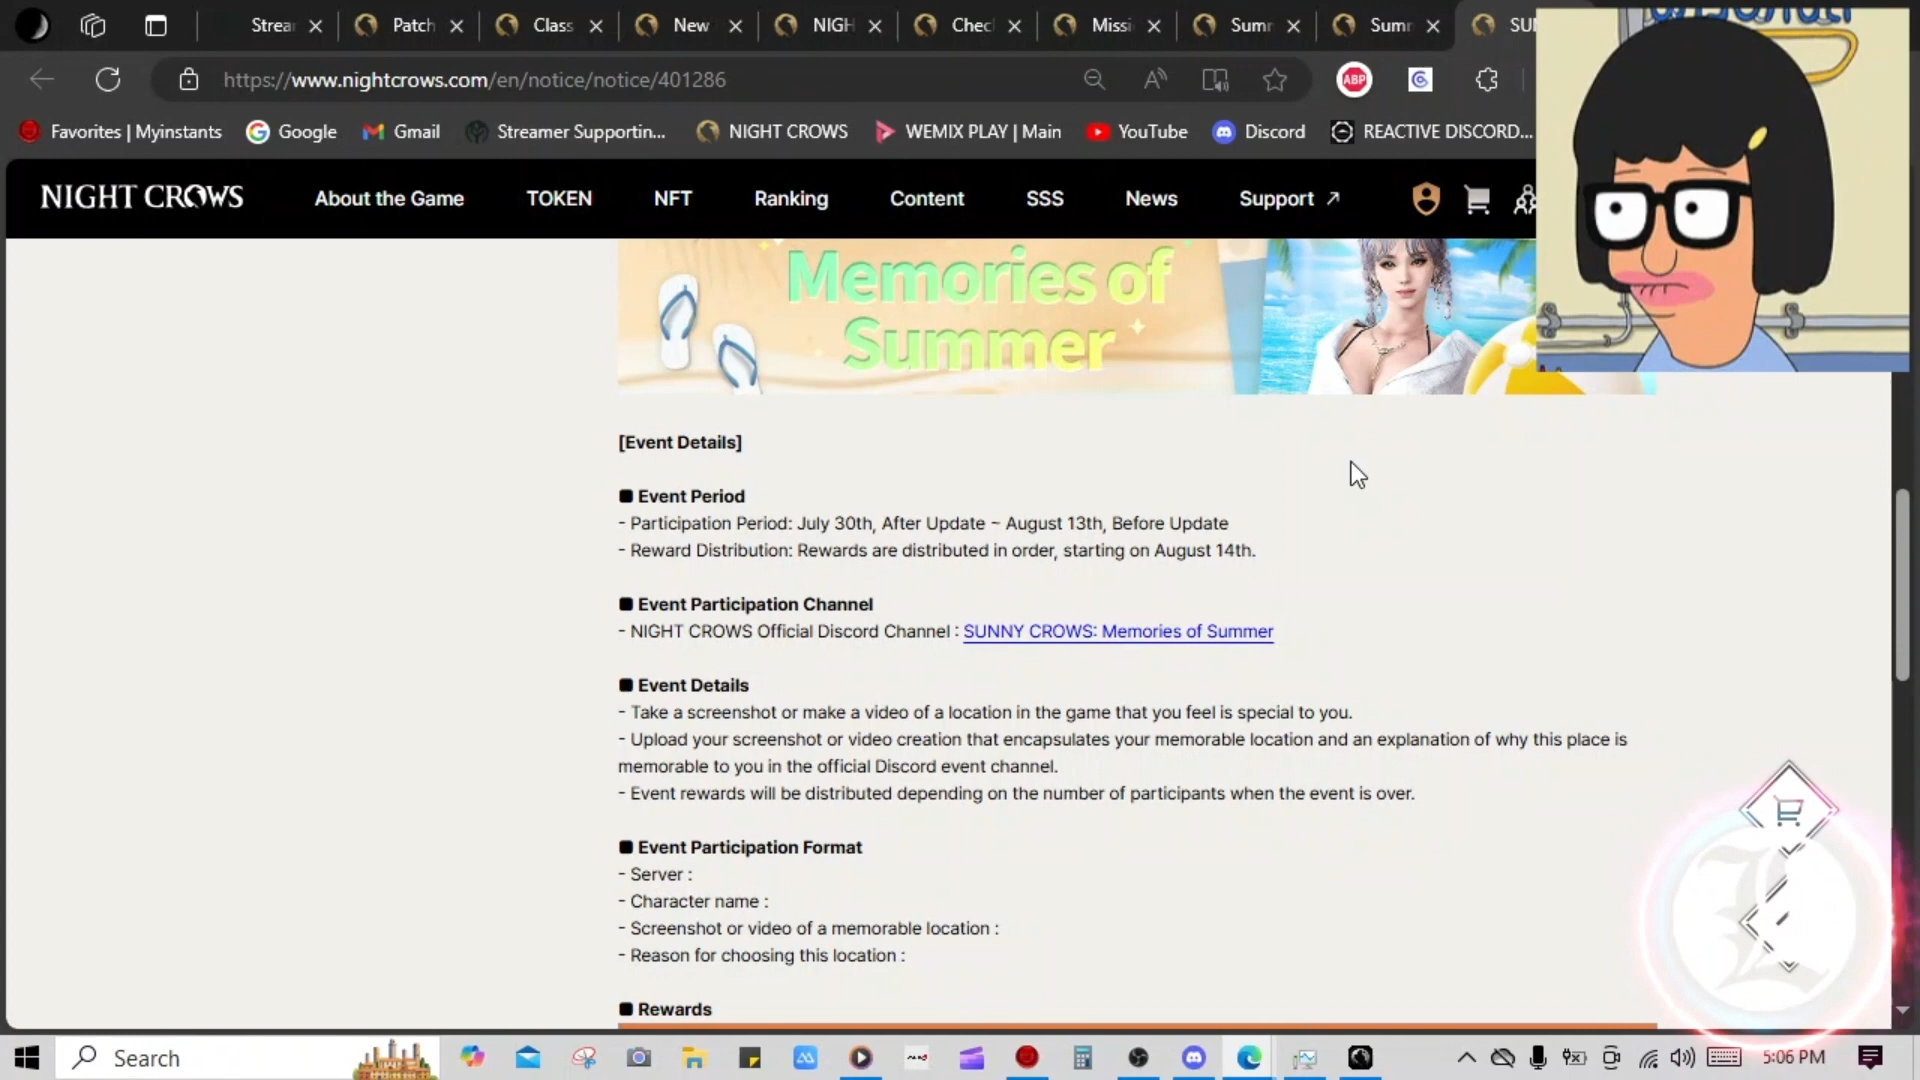 Strea
Patch
Class
New
NIGH
Chec
Missi
Sumr
Sumr
SU
https://www.nightcrows.com/en/notice/notice/401286
ABP
Favorites | Myinstants
Google
Gmail
Streamer Supportin...
NIGHT CROWS
WEMIX PLAY | Main
YouTube
Discord
REACTIVE DISCORD...
NIGHT CROWS
About the Game
TOKEN
NFT
Ranking
Content
SSS
News
Support
Memories of
Summer
[Event Details]
■ Event Period
- Participation Period: July 30th, After Update ~ August 13th, Before Update
- Reward Distribution: Rewards are distributed in order, starting on August 14th.
■ Event Participation Channel
- NIGHT CROWS Official Discord Channel : SUNNY CROWS: Memories of Summer
■ Event Details
- Take a screenshot or make a video of a location in the game that you feel is special to you.
- Upload your screenshot or video creation that encapsulates your memorable location and an explanation of why this place is
memorable to you in the official Discord event channel.
- Event rewards will be distributed depending on the number of participants when the event is over.
■ Event Participation Format
- Server :
- Character name :
- Screenshot or video of a memorable location :
- Reason for choosing this location :
■ Rewards
Search
5:06 PM